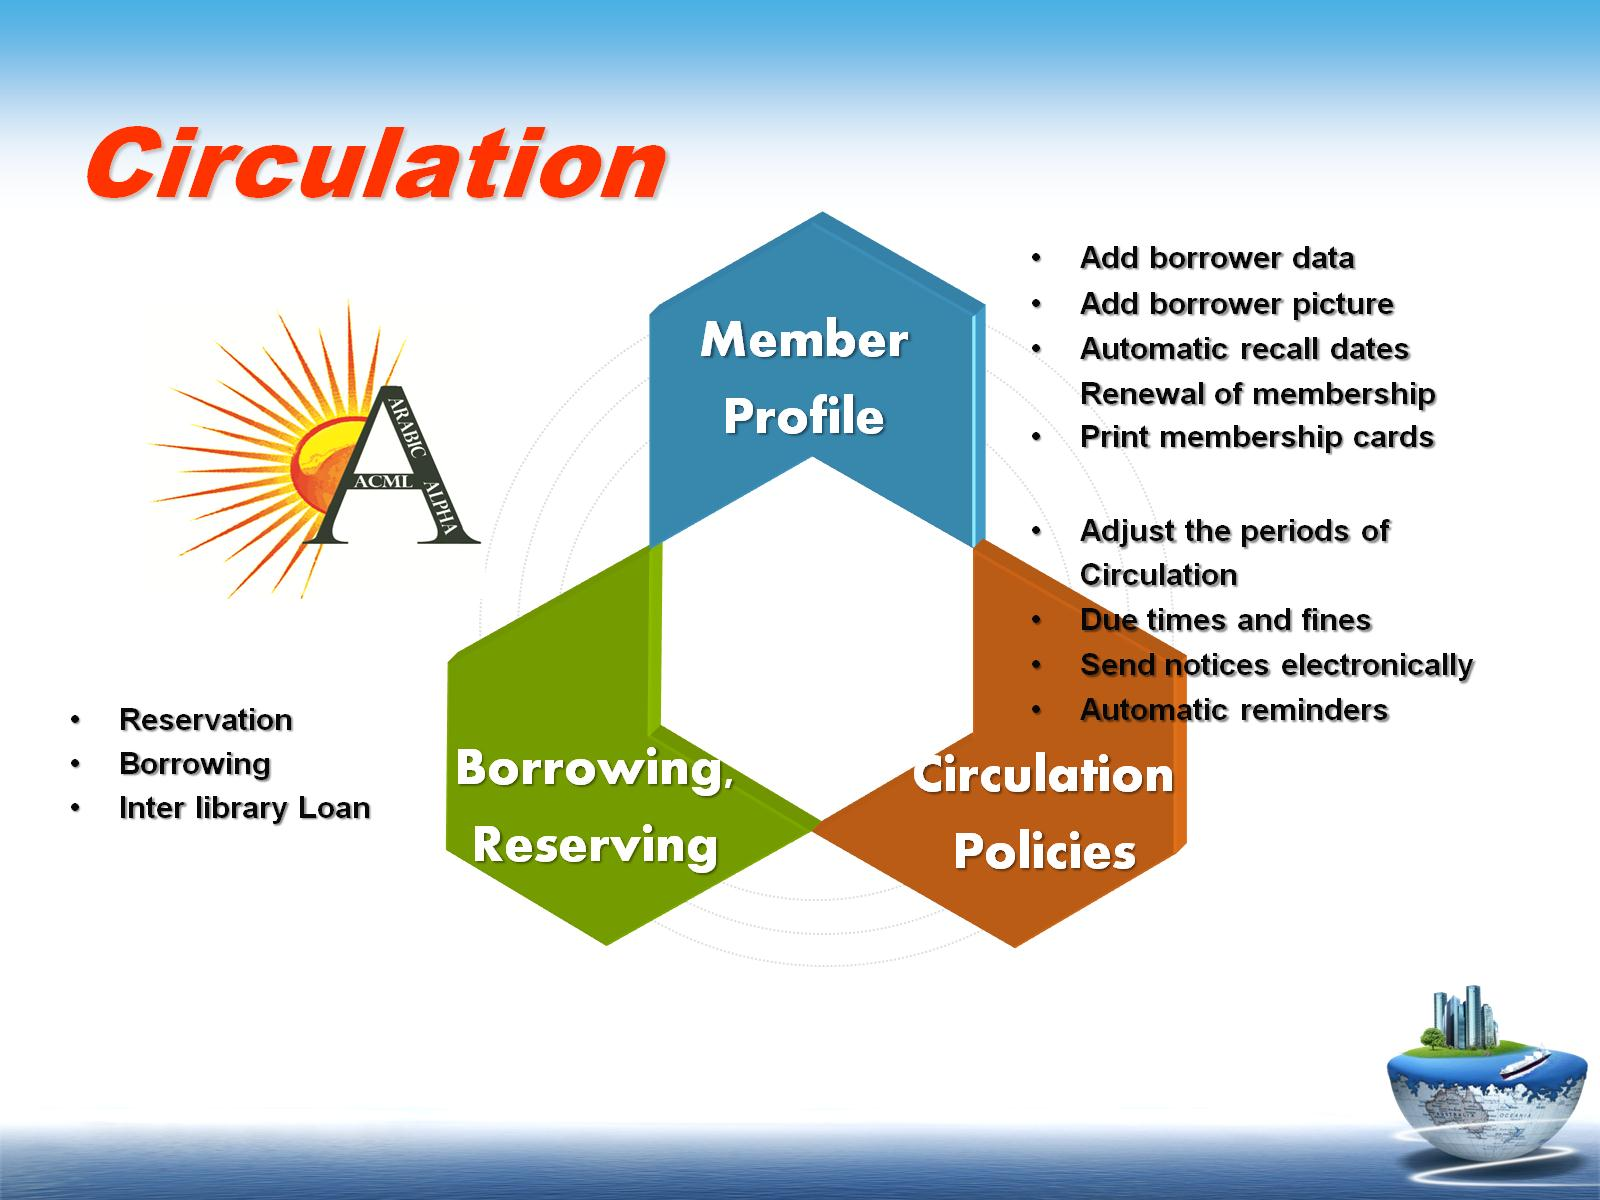 Circulation
Member
Profile
• Add borrower data
• Add borrower picture
• Automatic recall dates
Renewal of membership
• Print membership cards
ARABIC
ALPHA
ACML
• Adjust the periods of
Circulation
• Due times and fines
• Send notices electronically
• Automatic reminders
• Reservation
• Borrowing
• Inter library Loan
Borrowing,
Reserving
Circulation
Policies
AUSTRALIA
OCEANIA